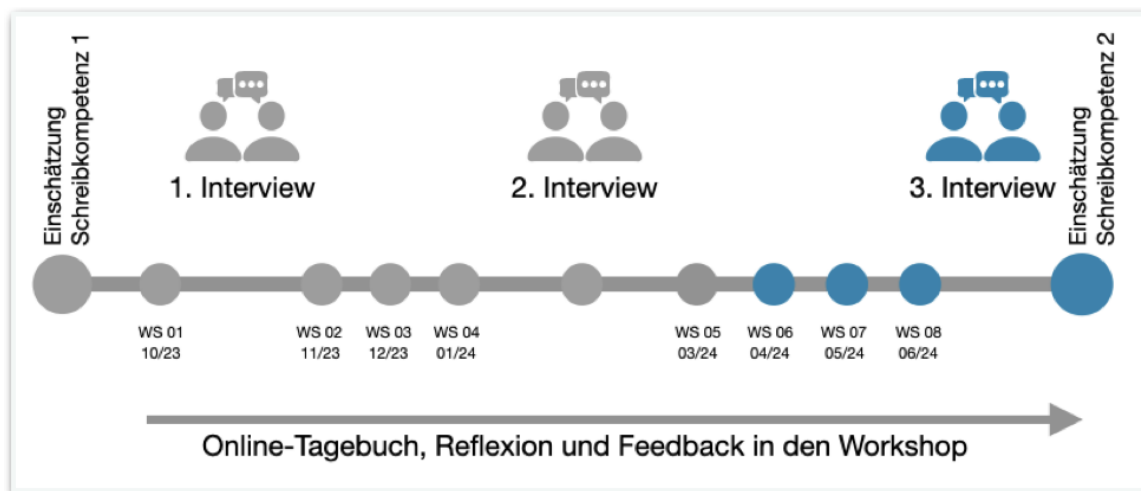 Einschätzung
Schreibkompetenz 1
1. Interview
2. Interview
3. Interview
Einschätzung
Schreibkompetenz 2
WS 01
10/23
WS 02
11/23
WS 03
12/23
WS 04
01/24
WS 05
03/24
WS 06
04/24
WS 07
05/24
WS 08
06/24
Online-Tagebuch, Reflexion und Feedback in den Workshop